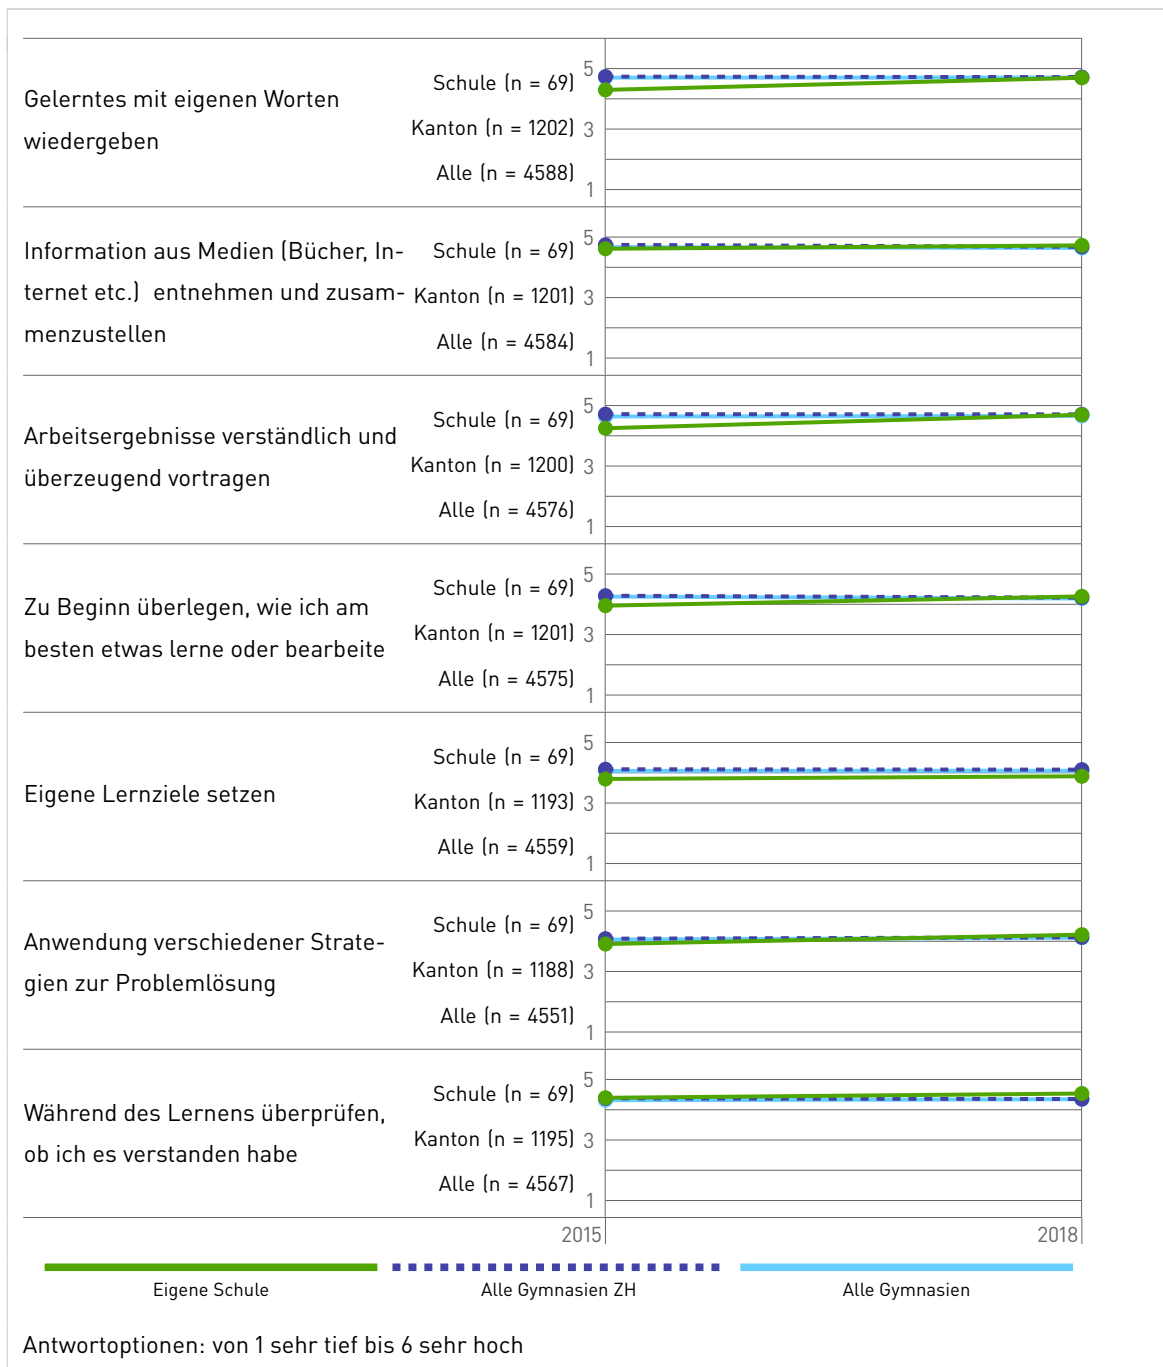 Gelerntes mit eigenen Worten
wiedergeben
Schule (n = 69)
Kanton (n = 1202)
Alle (n = 4588)
5
3
1
Information aus Medien (Bücher, In-
ternet etc.)  entnehmen und zusam-
menzustellen
Schule (n = 69)
Kanton (n = 1201)
Alle (n = 4584)
5
3
1
Arbeitsergebnisse verständlich und
überzeugend vortragen
Schule (n = 69)
Kanton (n = 1200)
Alle (n = 4576)
5
3
1
Zu Beginn überlegen, wie ich am
besten etwas lerne oder bearbeite
Schule (n = 69)
Kanton (n = 1201)
Alle (n = 4575)
5
3
1
Eigene Lernziele setzen
Schule (n = 69)
Kanton (n = 1193)
Alle (n = 4559)
5
3
1
Anwendung verschiedener Strate-
gien zur Problemlösung
Schule (n = 69)
Kanton (n = 1188)
Alle (n = 4551)
5
3
1
Während des Lernens überprüfen,
ob ich es verstanden habe
Schule (n = 69)
Kanton (n = 1195)
Alle (n = 4567)
5
3
1
2015 2018
Eigene Schule
Alle Gymnasien ZH
Alle Gymnasien
Antwortoptionen: von 1 sehr tief bis 6 sehr hoch